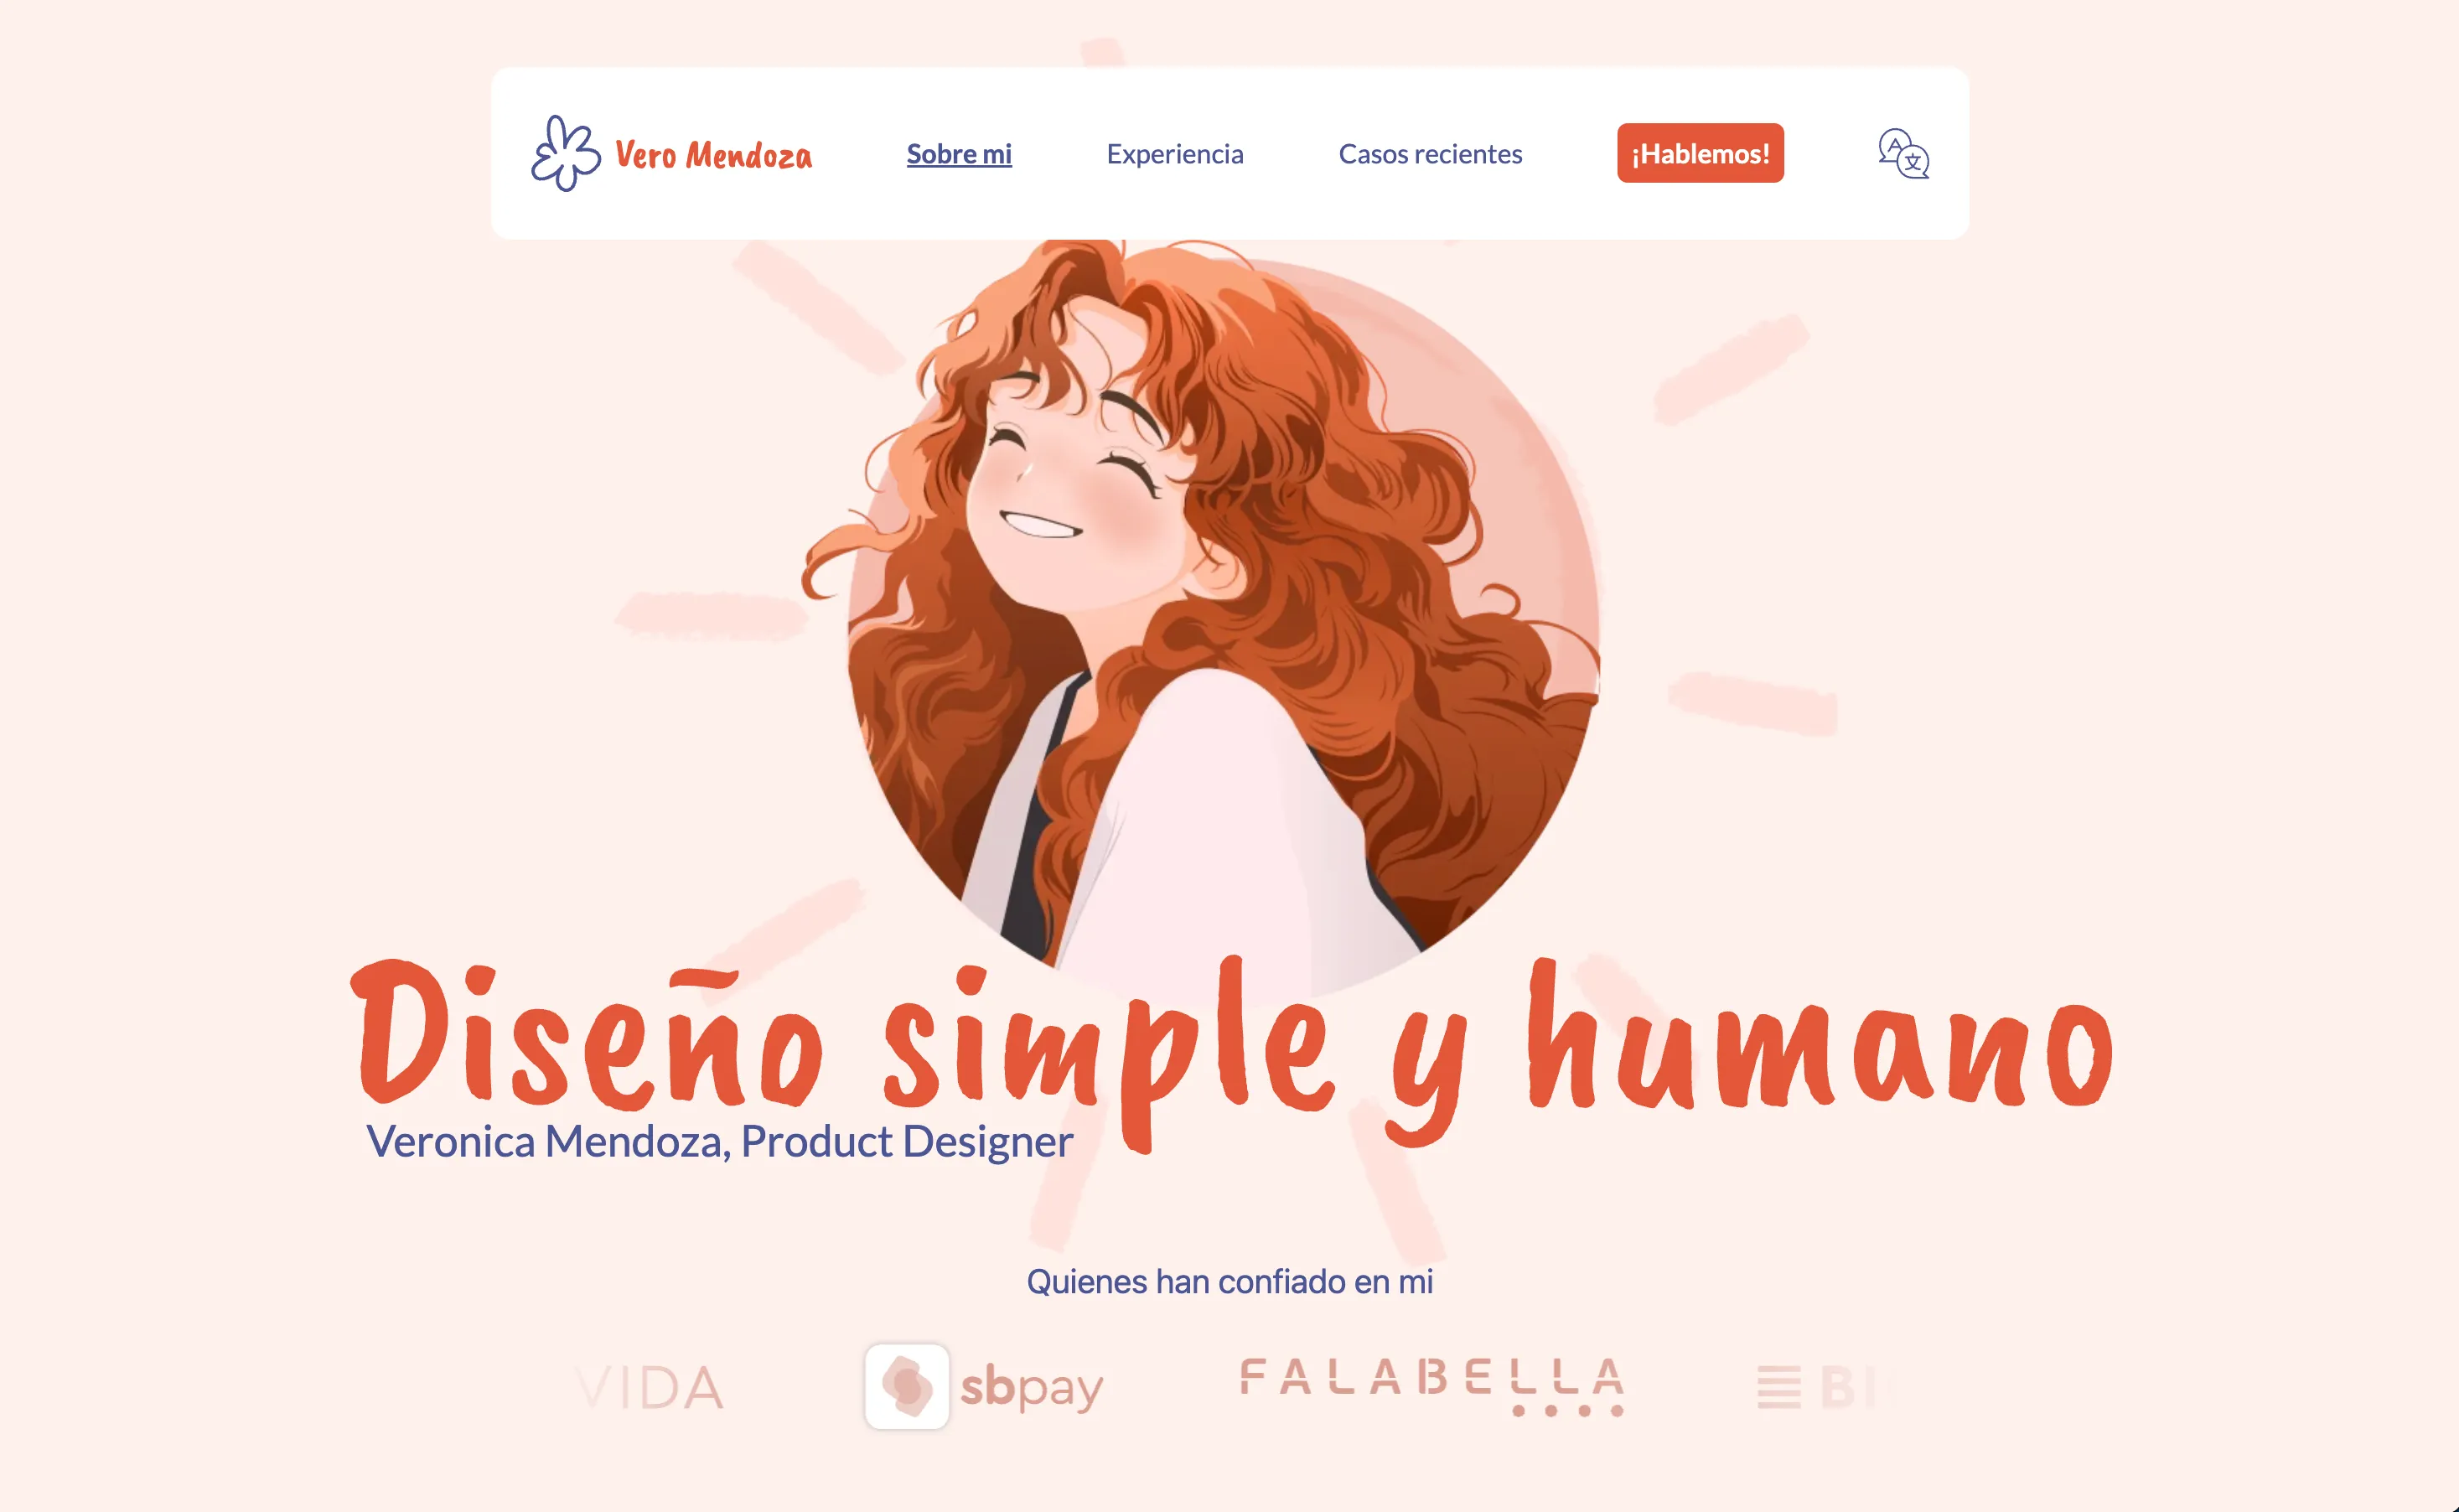 Vero Mendoza
Sobre mi
Experiencia
Casos recientes
¡Hablemos!
A 文
Diseño simple y humano
Veronica Mendoza, Product Designer
Quienes han confiado en mi
VIDA
sbpay
FALABELLA